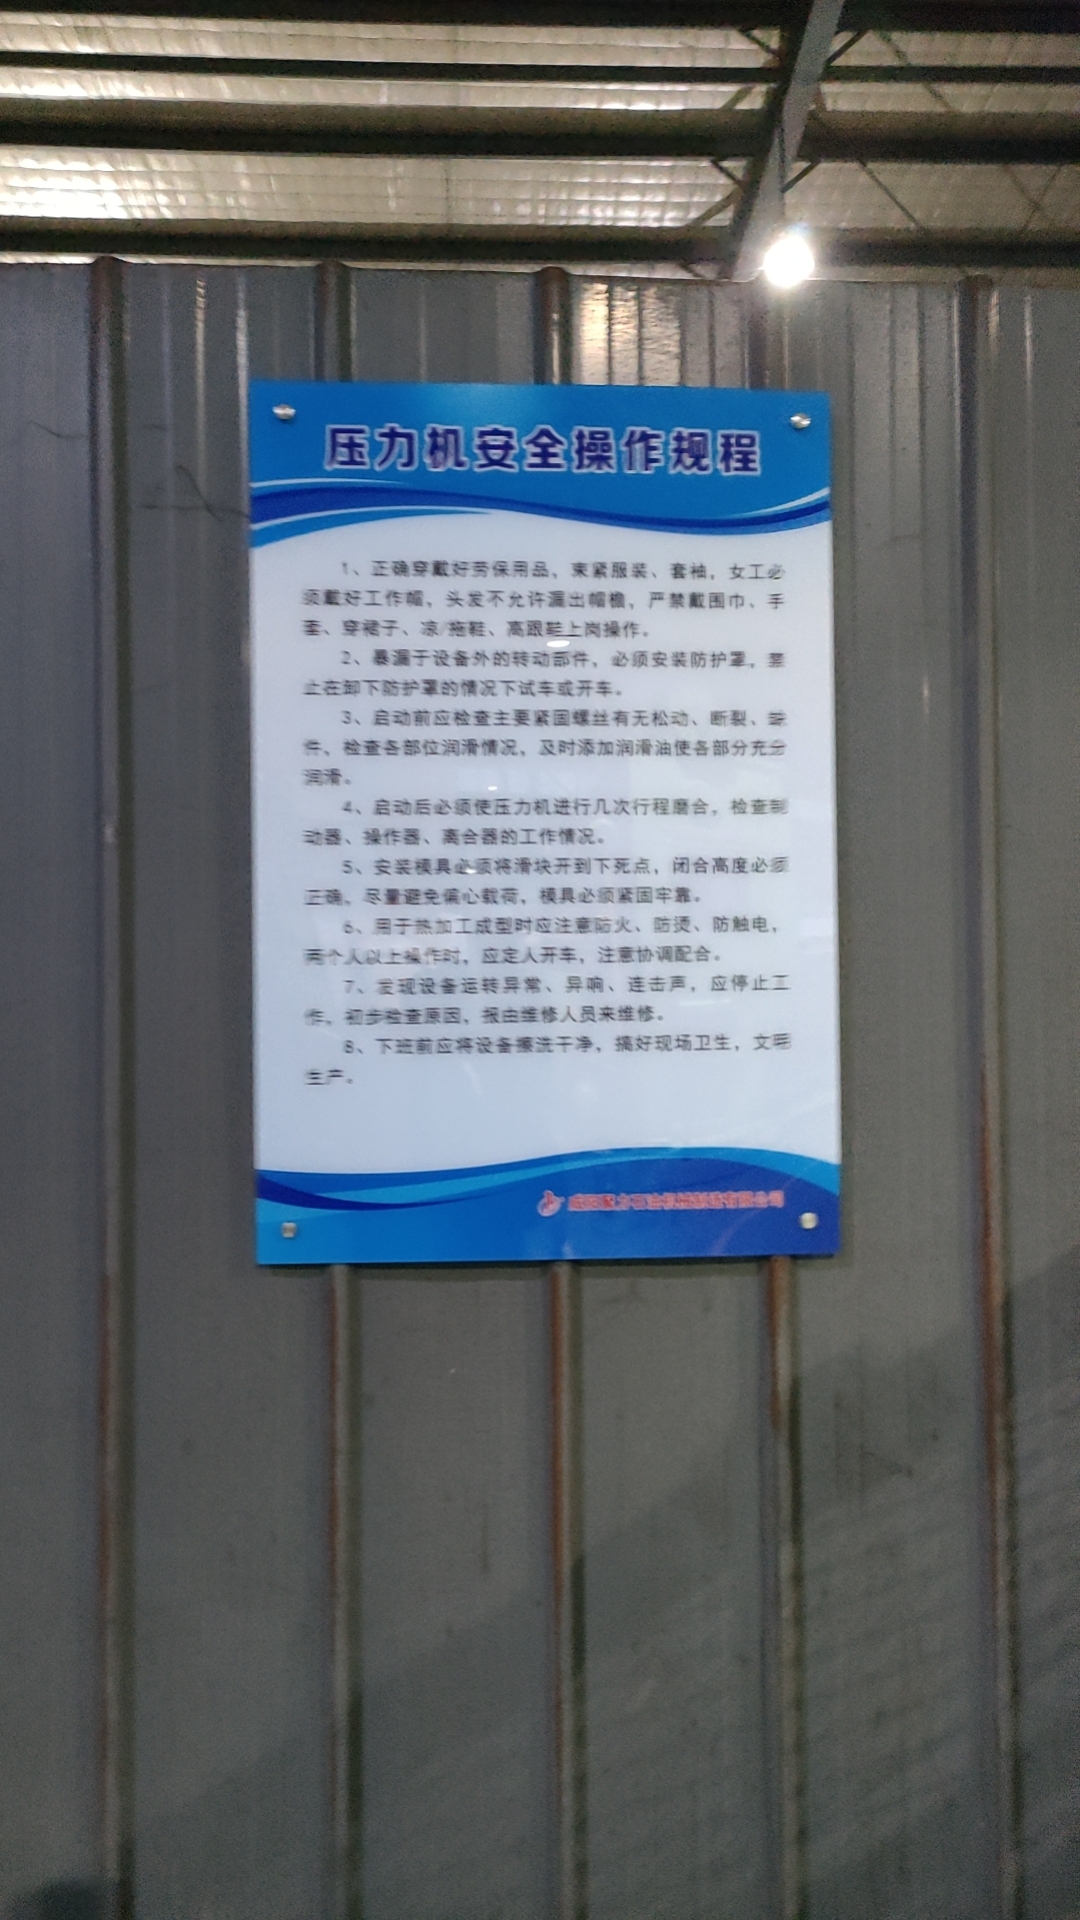 压力机安全操作规程
1、正确穿戴好劳保用品，束紧服装、套袖，女工必
须戴好工作帽，头发不允许漏出帽檐，严禁戴围巾、手
套、穿裙子、凉/拖鞋、高跟鞋上岗操作。
2、暴漏于设备外的转动部件，必须安装防护罩，禁
止在卸下防护罩的情况下试车或开车。
3、启动前应检查主要紧固螺丝有无松动、断裂、缺
件，检查各部位润滑情况，及时添加润滑油使各部分充分
润滑。
4、启动后必须使压力机进行几次行程磨合，检查制
动器、操作器、离合器的工作情况。
5、安装模具必须将滑块开到下死点，闭合高度必须
正确，尽量避免偏心载荷，模具必须紧固牢靠。
6、用于热加工成型时应注意防火、防烫、防触电，
两个人以上操作时，应定人开车，注意协调配合。
7、发现设备运转异常、异响、连击声，应停止工
作，初步检查原因，报由维修人员来维修。
8、下班前应将设备擦洗干净，搞好现场卫生，文明
生产。
力石油机械制造有限公司